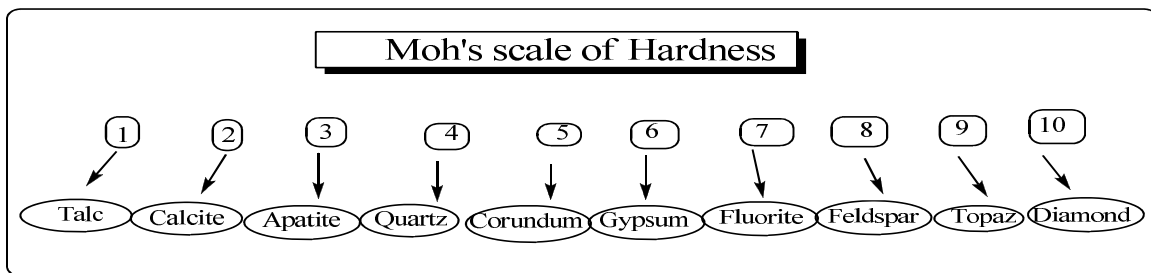 Moh's scale of Hardness
1 2 3 4 5 6 7 8 9 10
Talc Calcite Apatite Quartz Corundum Gypsum Fluorite Feldspar Topaz Diamond